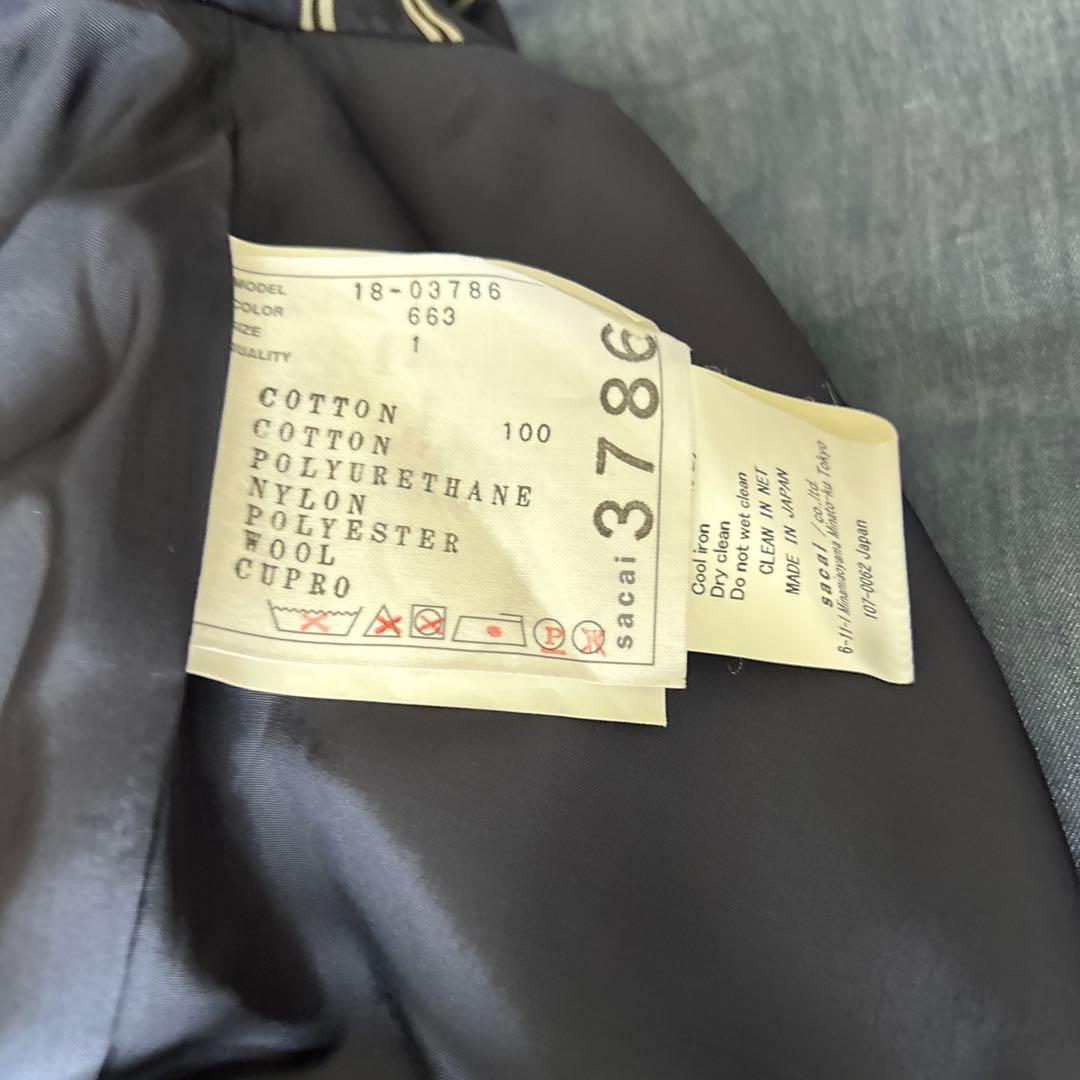 MODEL 18-03786
COLOR 663
SIZE 1
QUALITY
COTTON 100
COTTON
POLYURETHANE
NYLON
POLYESTER
WOOL
CUPRO
P
sacai 3786
Cool iron
Dry clean
Do not wet clean
CLEAN IN NET
MADE IN JAPAN
sacai / co.,ltd.
6-11-1 Minamiaoyama Minato-ku Tokyo
107-0062 Japan